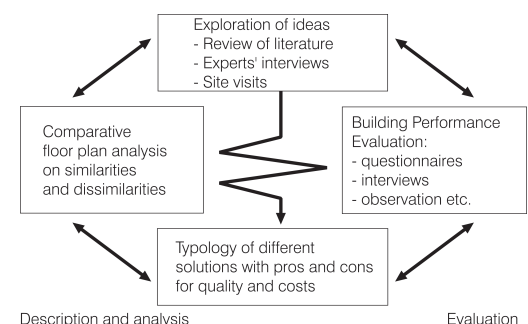 Exploration of ideas
- Review of literature
- Experts' interviews
- Site visits
Comparative
floor plan analysis
on similarities
and dissimilarities
Building Performance
Evaluation:
- questionnaires
- interviews
- observation etc.
Typology of different
solutions with pros and cons
for quality and costs
Description and analysis
Evaluation